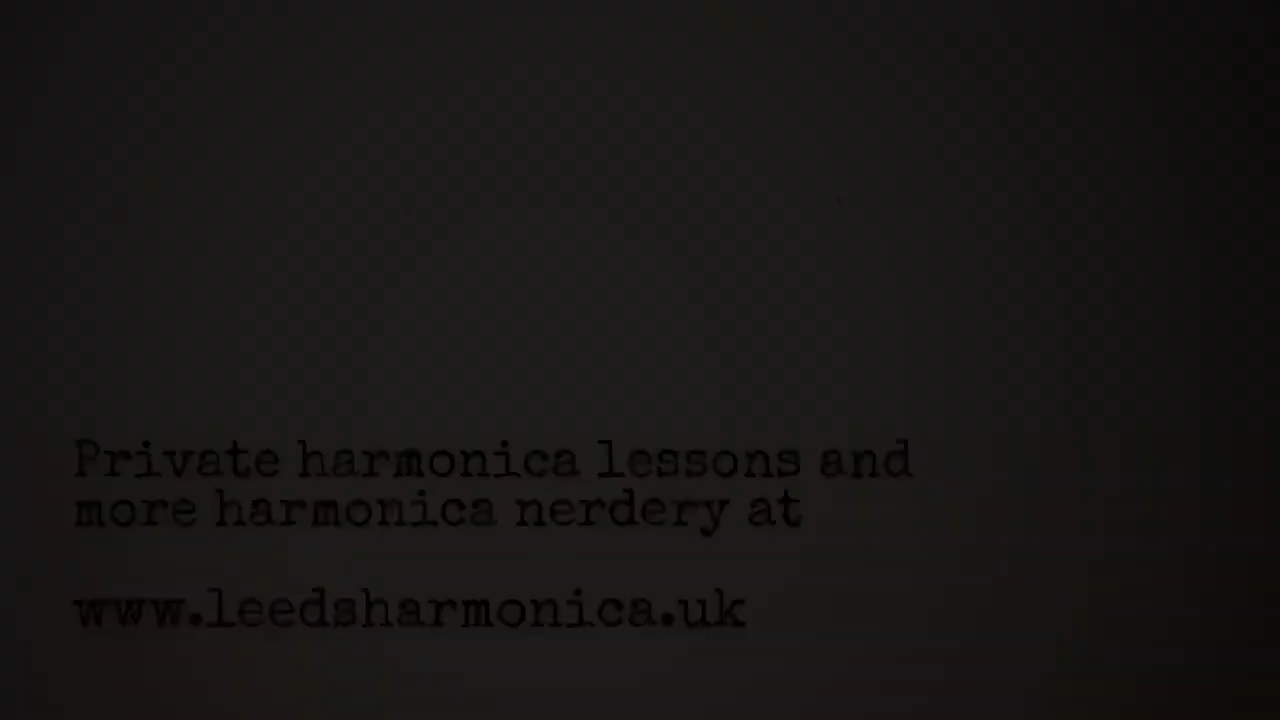 Private harmonica lessons and
more harmonica nerdery at
www.leedsharmonica.uk